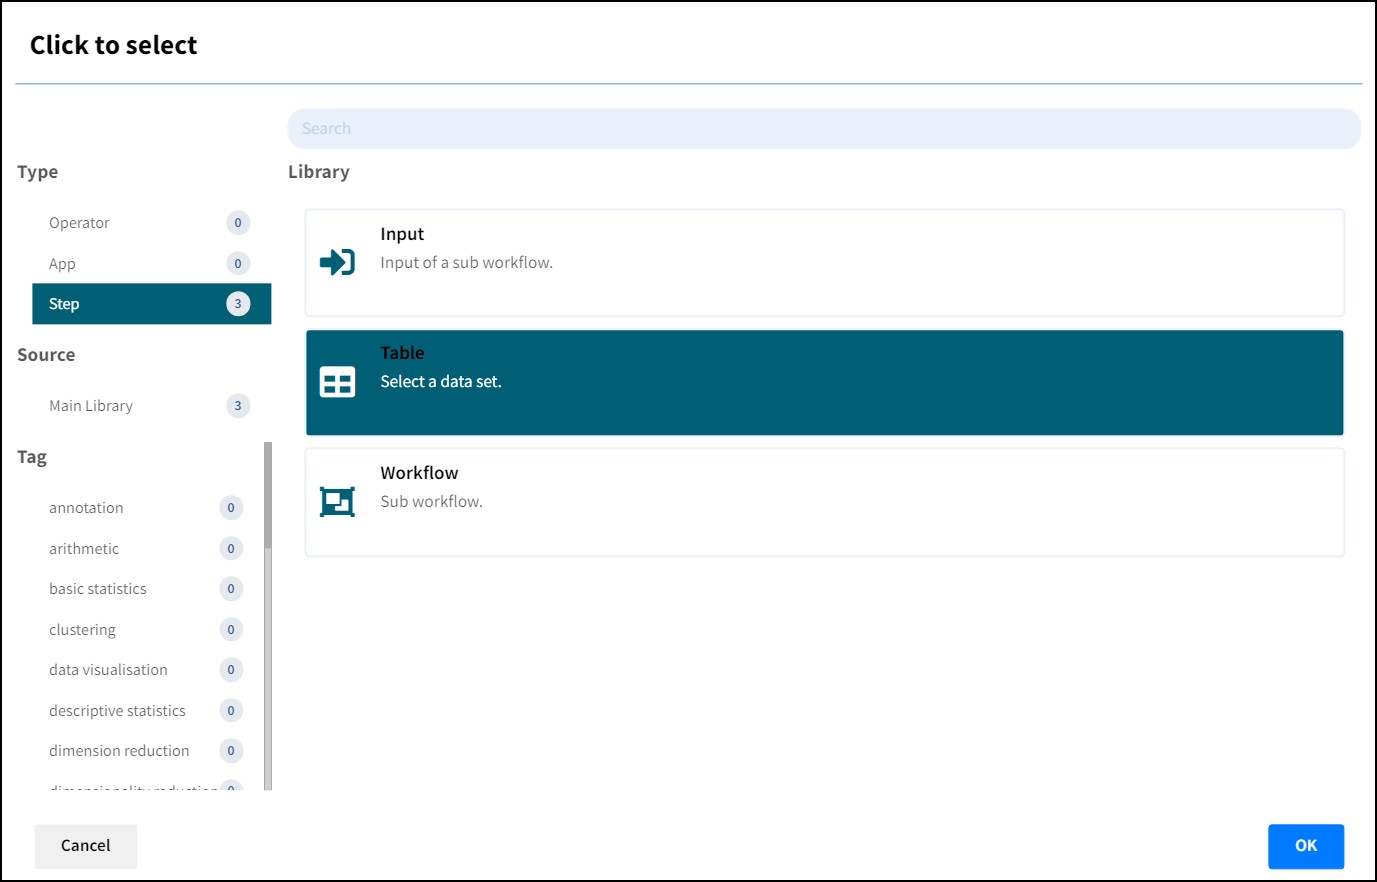 Click to select
Search
Type
Operator 0
App 0
Step 3
Source
Main Library 3
Tag
annotation 0
arithmetic 0
basic statistics 0
clustering 0
data visualisation 0
descriptive statistics 0
dimension reduction 0
dimensionality reduction 0
Library
Input
Input of a sub workflow.
Table
Select a data set.
Workflow
Sub workflow.
Cancel
OK